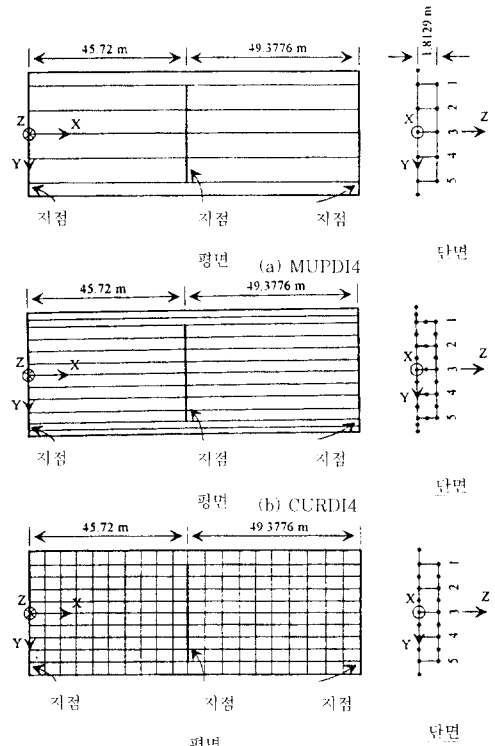 45.72 m
49.3776 m
1.8129 m
Z
X
Y
X
Z
Y
1
2
3
4
5
지점
지점
지점
평면
(a) MUPDI4
단면
45.72 m
49.3776 m
Z
X
Y
X
Z
Y
1
2
3
4
5
지점
지점
지점
평면
(b) CURDI4
단면
45.72 m
49.3776 m
Z
X
Y
X
Z
Y
1
2
3
4
5
지점
지점
지점
평면
단면